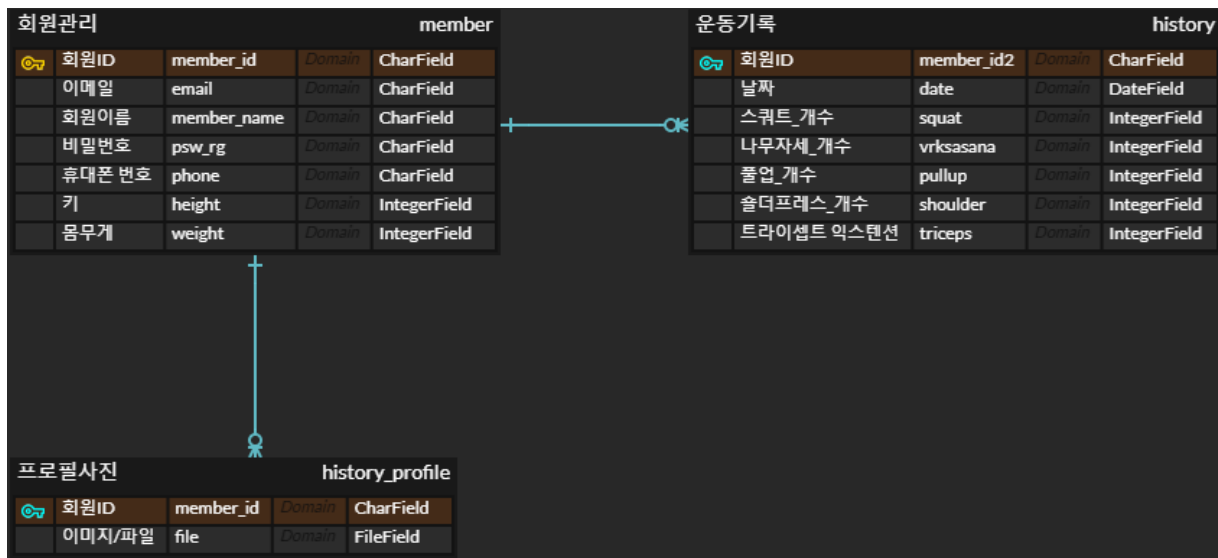 회원관리 member
회원ID member_id Domain CharField
이메일 email Domain CharField
회원이름 member_name Domain CharField
비밀번호 psw_rg Domain CharField
휴대폰 번호 phone Domain CharField
키 height Domain IntegerField
몸무게 weight Domain IntegerField
운동기록 history
회원ID member_id2 Domain CharField
날짜 date Domain DateField
스쿼트_개수 squat Domain IntegerField
나무자세_개수 vrksasana Domain IntegerField
풀업_개수 pullup Domain IntegerField
숄더프레스_개수 shoulder Domain IntegerField
트라이셉트 익스텐션 triceps Domain IntegerField
프로필사진 history_profile
회원ID member_id Domain CharField
이미지/파일 file Domain FileField